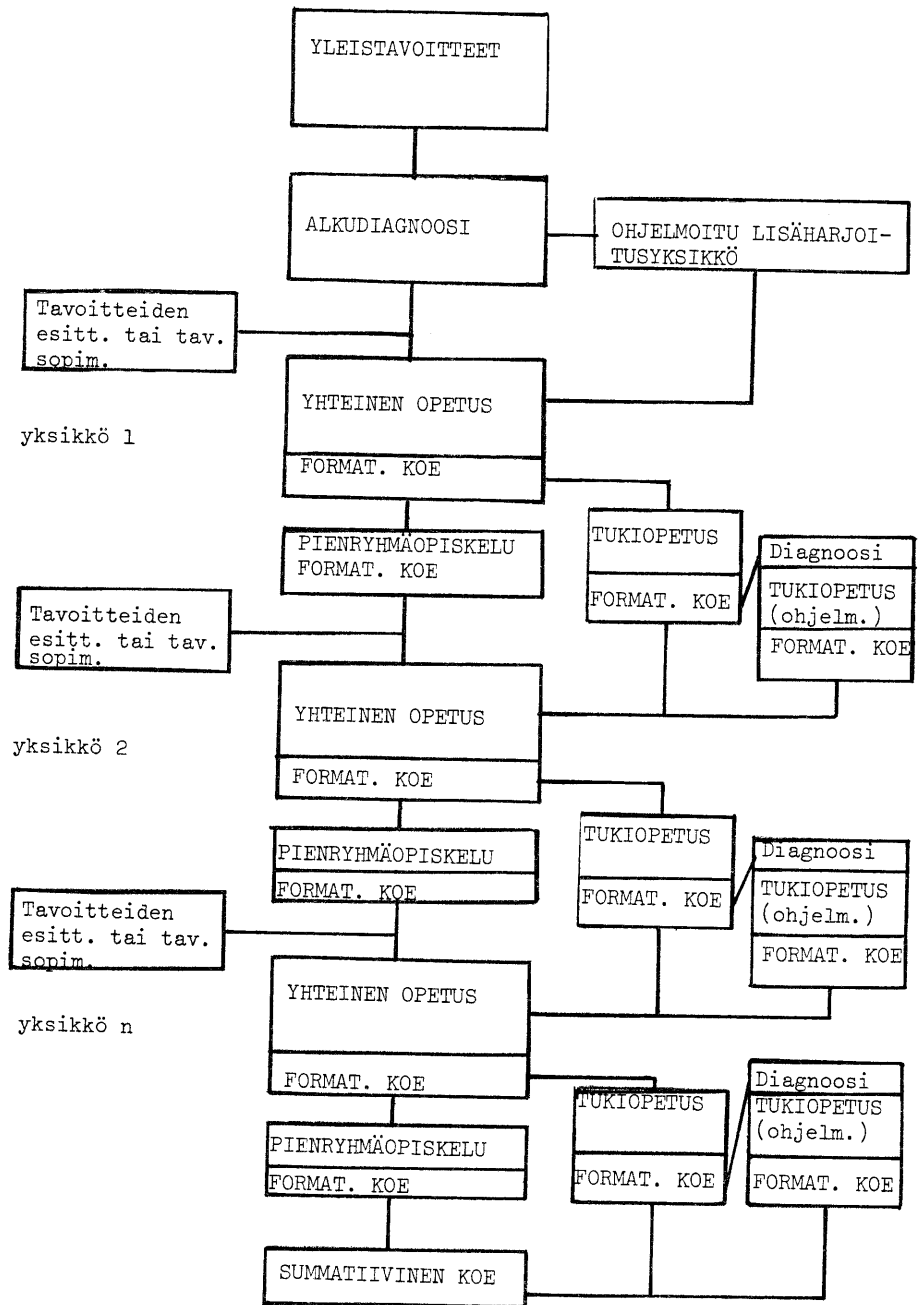 YLEISTAVOITTEET
ALKUDIAGNOOSI
OHJELMOITU LISÄHARJOI-
TUSYKSIKKÖ
Tavoitteiden
esitt. tai tav.
sopim.
YHTEINEN OPETUS
yksikkö 1
FORMAT. KOE
PIENRYHMÄOPISKELU
FORMAT. KOE
TUKIOPETUS
FORMAT. KOE
Diagnoosi
TUKIOPETUS
(ohjelm.)
FORMAT. KOE
Tavoitteiden
esitt. tai tav.
sopim.
YHTEINEN OPETUS
yksikkö 2
FORMAT. KOE
PIENRYHMÄOPISKELU
FORMAT. KOE
TUKIOPETUS
FORMAT. KOE
Diagnoosi
TUKIOPETUS
(ohjelm.)
FORMAT. KOE
Tavoitteiden
esitt. tai tav.
sopim.
YHTEINEN OPETUS
yksikkö n
FORMAT. KOE
PIENRYHMÄOPISKELU
FORMAT. KOE
TUKIOPETUS
FORMAT. KOE
Diagnoosi
TUKIOPETUS
(ohjelm.)
FORMAT. KOE
SUMMATIIVINEN KOE